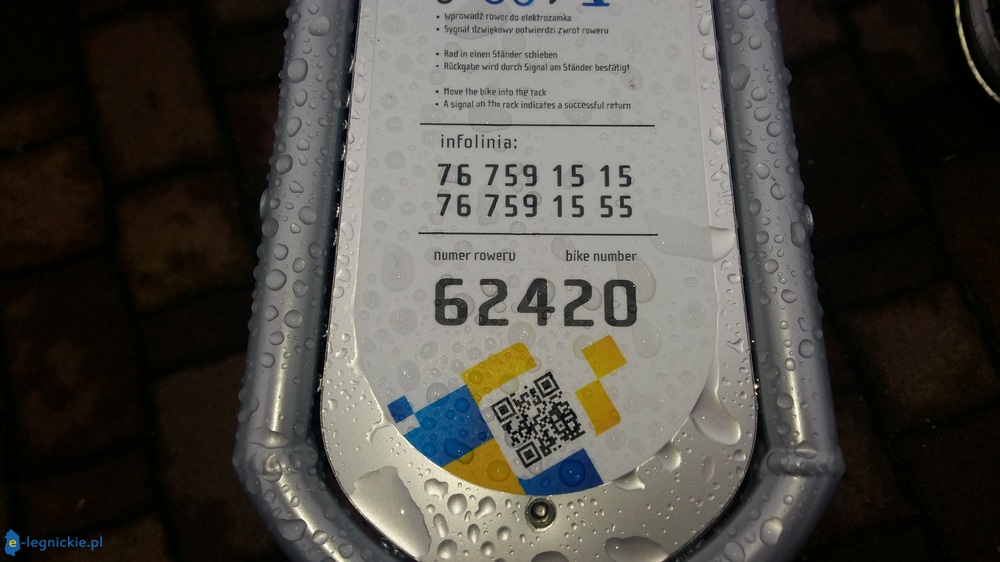 • Wprowadź rower do elektrozamka
• Sygnał dźwiękowy potwierdzi zwrot roweru
• Rad in einen Ständer schieben
• Rückgabe wird durch Signal am Ständer bestätigt
• Move the bike into the rack
• A signal on the rack indicates a successful return
infolinia:
76 759 15 15
76 759 15 55
numer roweru bike number
62420
e-legnickie.pl